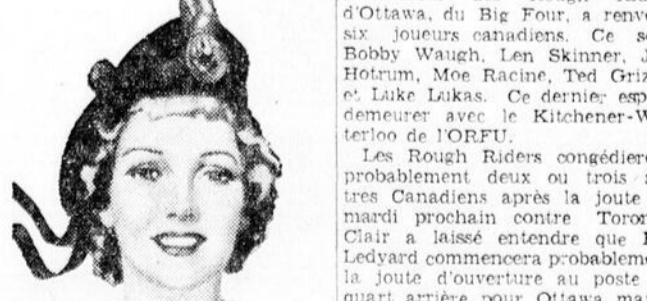 d'Ottawa, du Big Four, a renv
six joueurs canadiens. Ce s
Bobby Waugh, Len Skinner, J
Hotrum, Moe Racine, Ted Griz
et Luke Lukas. Ce dernier esp
demeurer avec le Kitchener-W
terloo de l'ORFU.
Les Rough Riders congédier
probablement deux ou trois
tres Canadiens après la joute
mardi prochain contre Toron
Clair a laissé entendre que
Ledyard commencera probableme
la joute d'ouverture au poste
quart arrière pour Ottawa